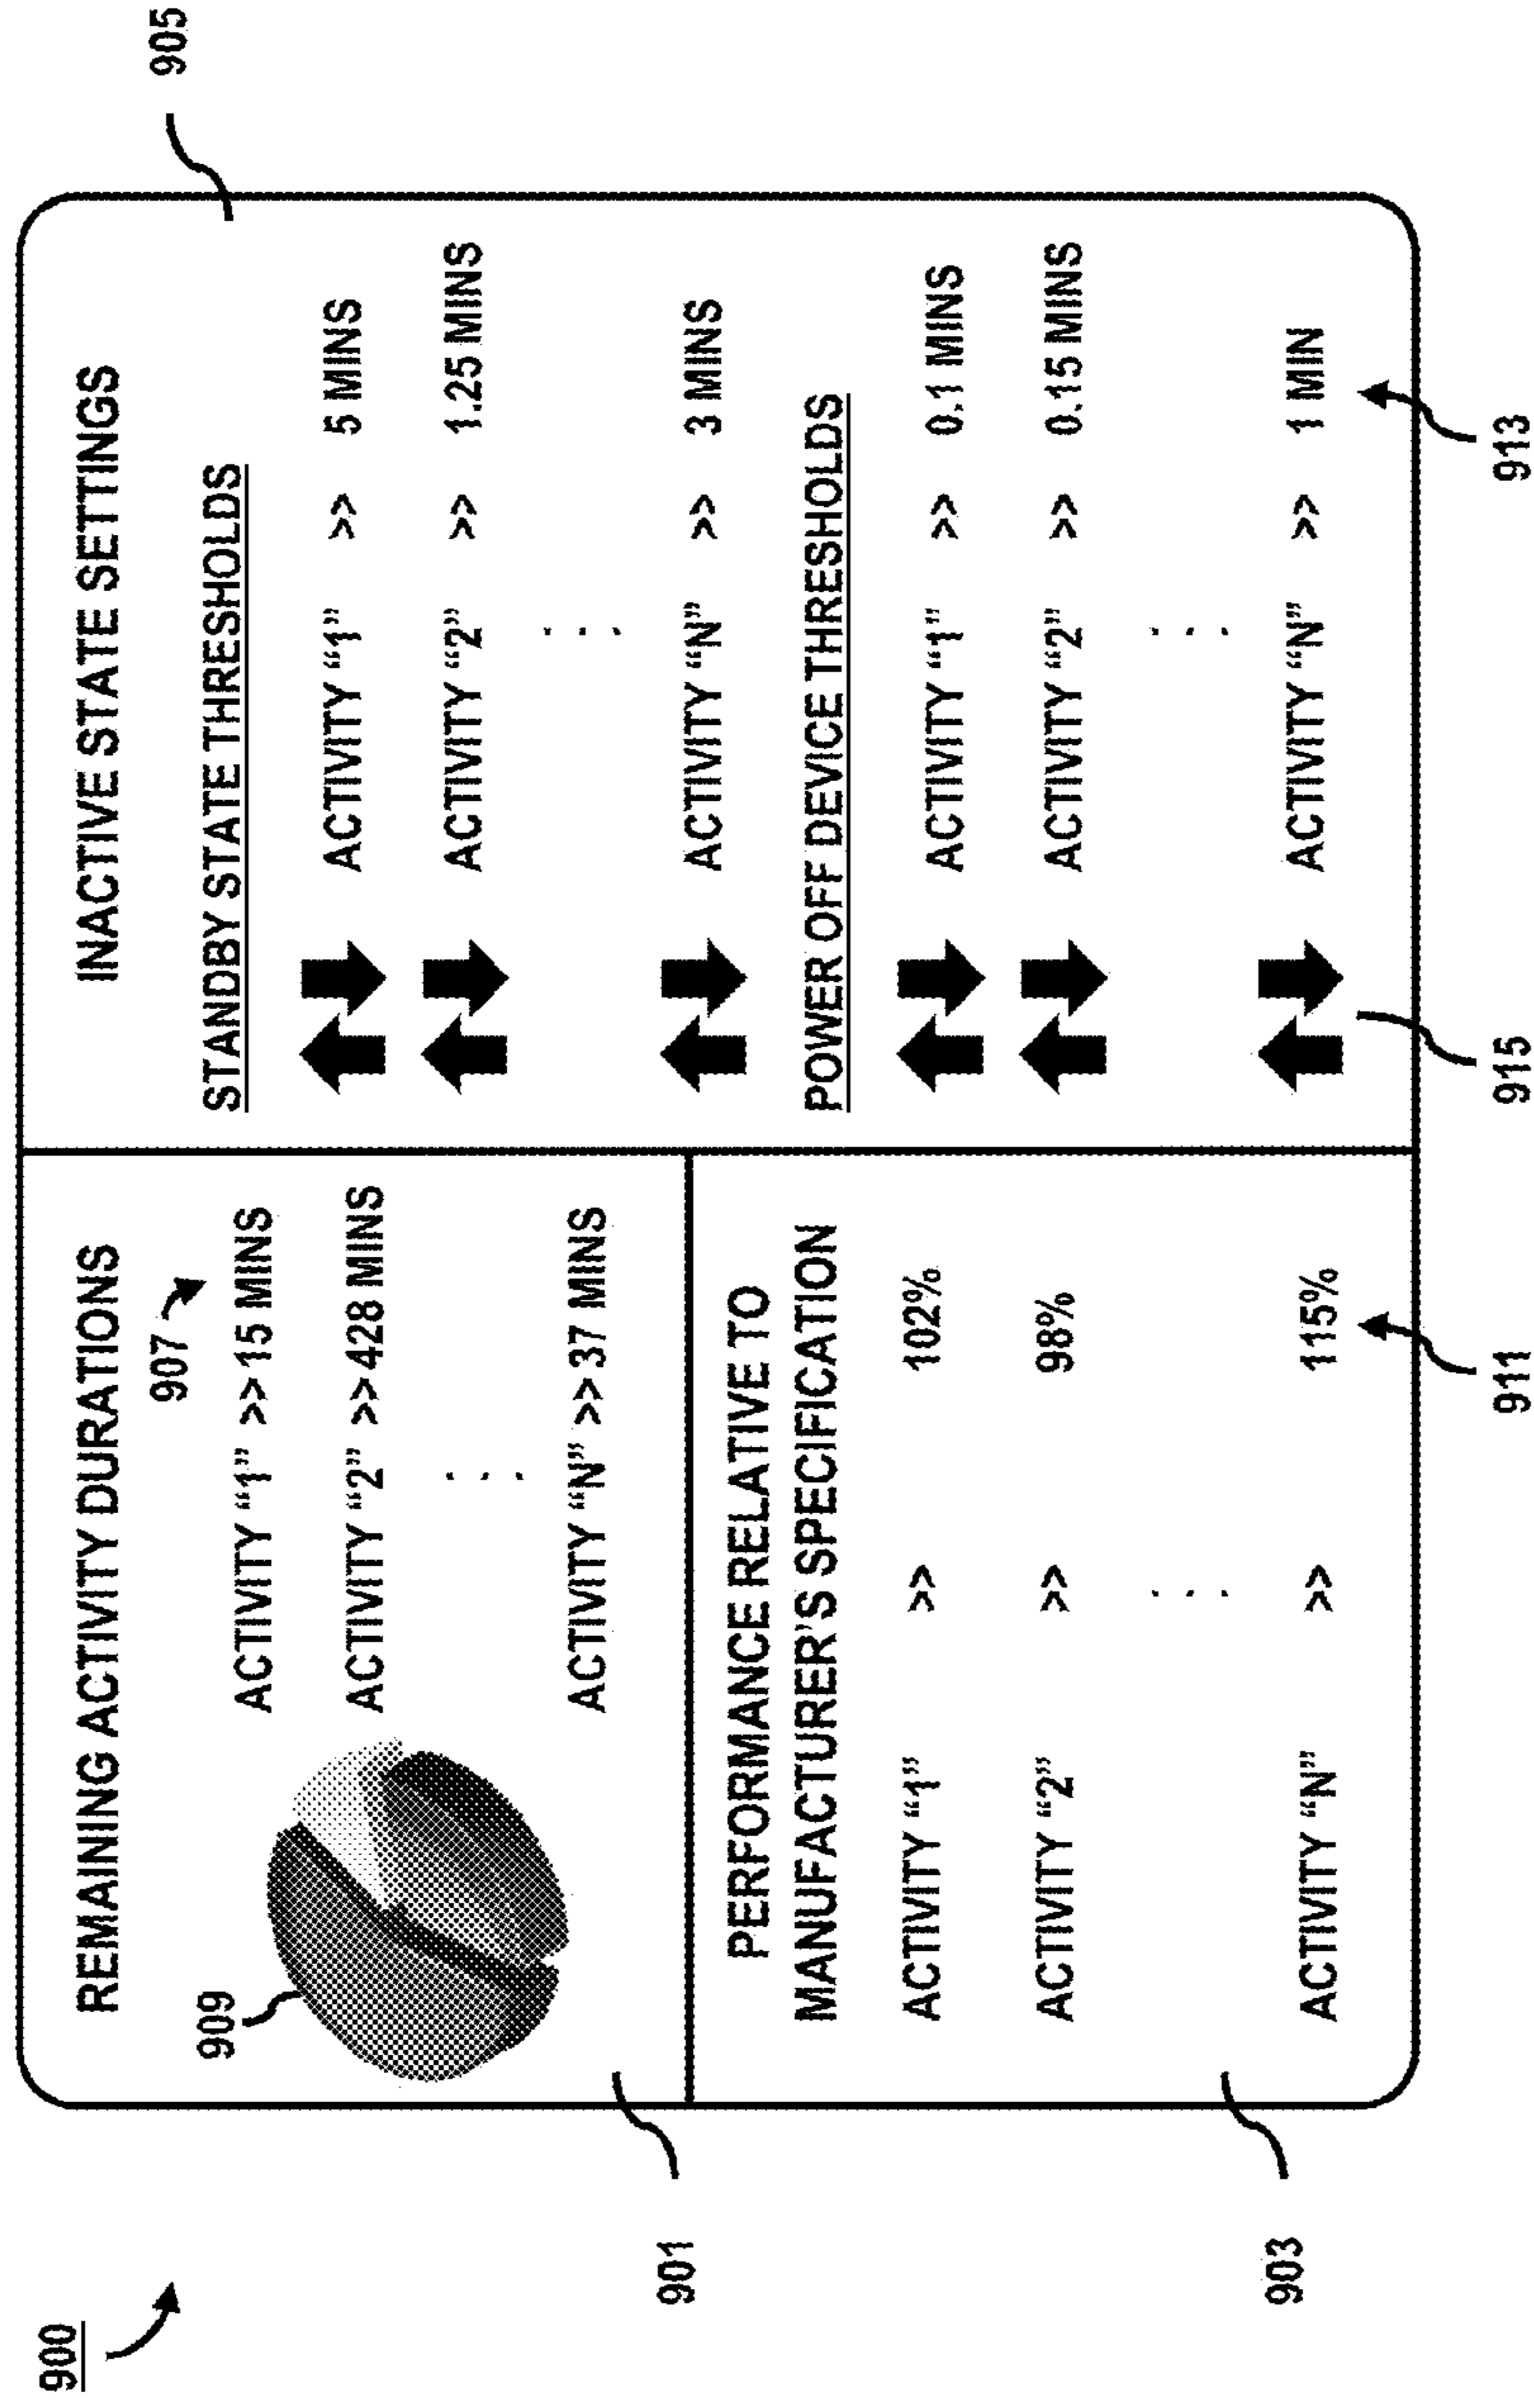 900
REMAINING ACTIVITY DURATIONS
907
909
ACTIVITY “1” >> 15 MINS
ACTIVITY “2” >> 428 MINS
. . .
ACTIVITY “N” >> 37 MINS
901
PERFORMANCE RELATIVE TO
MANUFACTURER'S SPECIFICATION
ACTIVITY “1” >> 102%
ACTIVITY “2” >> 98%
. . .
ACTIVITY “N” >> 115%
903
911
905
INACTIVE STATE SETTINGS
STANDBY STATE THRESHOLDS
ACTIVITY “1” >> 5 MINS
ACTIVITY “2” >> 1.25 MINS
. . .
ACTIVITY “N” >> 3 MINS
POWER OFF DEVICE THRESHOLDS
ACTIVITY “1” >> 0.1 MINS
ACTIVITY “2” >> 0.15 MINS
. . .
ACTIVITY “N” >> 1 MIN
915
913